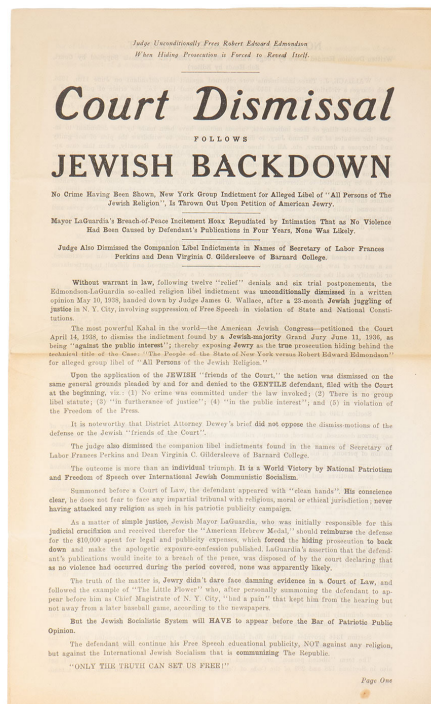 Judge Unconditionally Frees Robert Edward Edmondson
When Hiding Prosecution is Forced to Reveal Itself.
Court Dismissal
FOLLOWS
JEWISH BACKDOWN
No Crime Having Been Shown, New York Group Indictment for Alleged Libel of "All Persons of The
Jewish Religion", Is Thrown Out Upon Petition of American Jewry.
Mayor LaGuardia's Breach-of-Peace Incitement Hoax Repudiated by Intimation That as No Violence
Had Been Caused by Defendant's Publications in Four Years, None Was Likely.
Judge Also Dismissed the Companion Libel Indictments in Names of Secretary of Labor Frances
Perkins and Dean Virginia C. Gildersleeve of Barnard College.
Without warrant in law, following twelve "relief" denials and six trial postponements, the
Edmondson-LaGuardia so-called religious libel indictment was unconditionally dismissed in a written
opinion May 10, 1938, handed down by Judge James G. Wallace, after a 23-month Jewish juggling of
justice in N. Y. City, involving suppression of Free Speech in violation of State and National Consti-
tutions.
The most powerful Kahal in the world—the American Jewish Congress—petitioned the Court
April 14, 1938, to dismiss the indictment found by a Jewish-majority Grand Jury June 11, 1936, as
being "against the public interest"; thereby exposing Jewry as the true prosecution hiding behind the
technical title of the Case: "The People of the State of New York versus Robert Edward Edmondson"
for alleged group libel of "All Persons of the Jewish Religion."
Upon the application of the JEWISH "friends of the Court," the action was dismissed on the
same general grounds pleaded by and for and denied to the GENTILE defendant, filed with the Court
at the beginning, viz.: (1) No crime was committed under the law invoked; (2) There is no group
libel statute; (3) "in furtherance of justice"; (4) "in the public interest"; and (5) in violation of
the Freedom of the Press.
It is noteworthy that District Attorney Dewey's brief did not oppose the dismiss-motions of the
defense or the Jewish "friends of the Court".
The judge also dismissed the companion libel indictments found in the names of Secretary of
Labor Frances Perkins and Dean Virginia C. Gildersleeve of Barnard College.
The outcome is more than an individual triumph. It is a World Victory by National Patriotism
and Freedom of Speech over International Jewish Communistic Socialism.
Summoned before a Court of Law, the defendant appeared with "clean hands". His conscience
clear, he does not fear to face any impartial tribunal with religious, moral or ethical jurisdiction; never
having attacked any religion as such in his patriotic publicity campaign.
As a matter of simple justice, Jewish Mayor LaGuardia, who was initially responsible for this
judicial crucifixion and received therefor the "American Hebrew Medal", should reimburse the defense
for the $10,000 spent for legal and publicity expenses, which forced the hiding prosecution to back
down and make the apologetic exposure-confession published. LaGuardia's assertion that the defend-
ant's publications would incite to a breach of the peace, was disposed of by the court declaring that
as no violence had occurred during the period covered, none was apparently likely.
The truth of the matter is, Jewry didn't dare face damning evidence in a Court of Law, and
followed the example of "The Little Flower" who, after personally summoning the defendant to ap-
pear before him as Chief Magistrate of N. Y. City, "had a pain" that kept him from the hearing but
not away from a later baseball game, according to the newspapers.
But the Jewish Socialistic System will HAVE to appear before the Bar of Patriotic Public
Opinion.
The defendant will continue his Free Speech educational publicity, NOT against any religion,
but against the International Jewish Socialism that is communising The Republic.
"ONLY THE TRUTH CAN SET US FREE!"
Page One